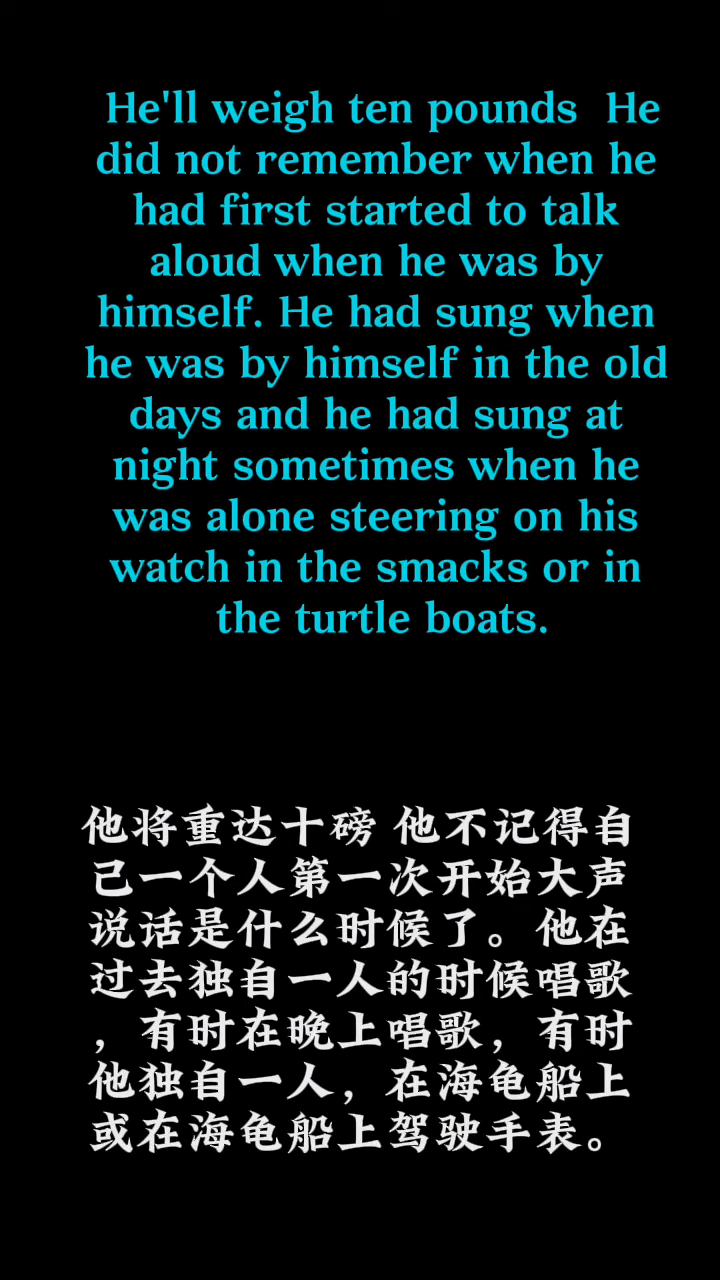 He'll weigh ten pounds  He
did not remember when he
had first started to talk
aloud when he was by
himself. He had sung when
he was by himself in the old
days and he had sung at
night sometimes when he
was alone steering on his
watch in the smacks or in
the turtle boats.
他将重达十磅 他不记得自
己一个人第一次开始大声
说话是什么时候了。他在
过去独自一人的时候唱歌
，有时在晚上唱歌，有时
他独自一人，在海龟船上
或在海龟船上驾驶手表。